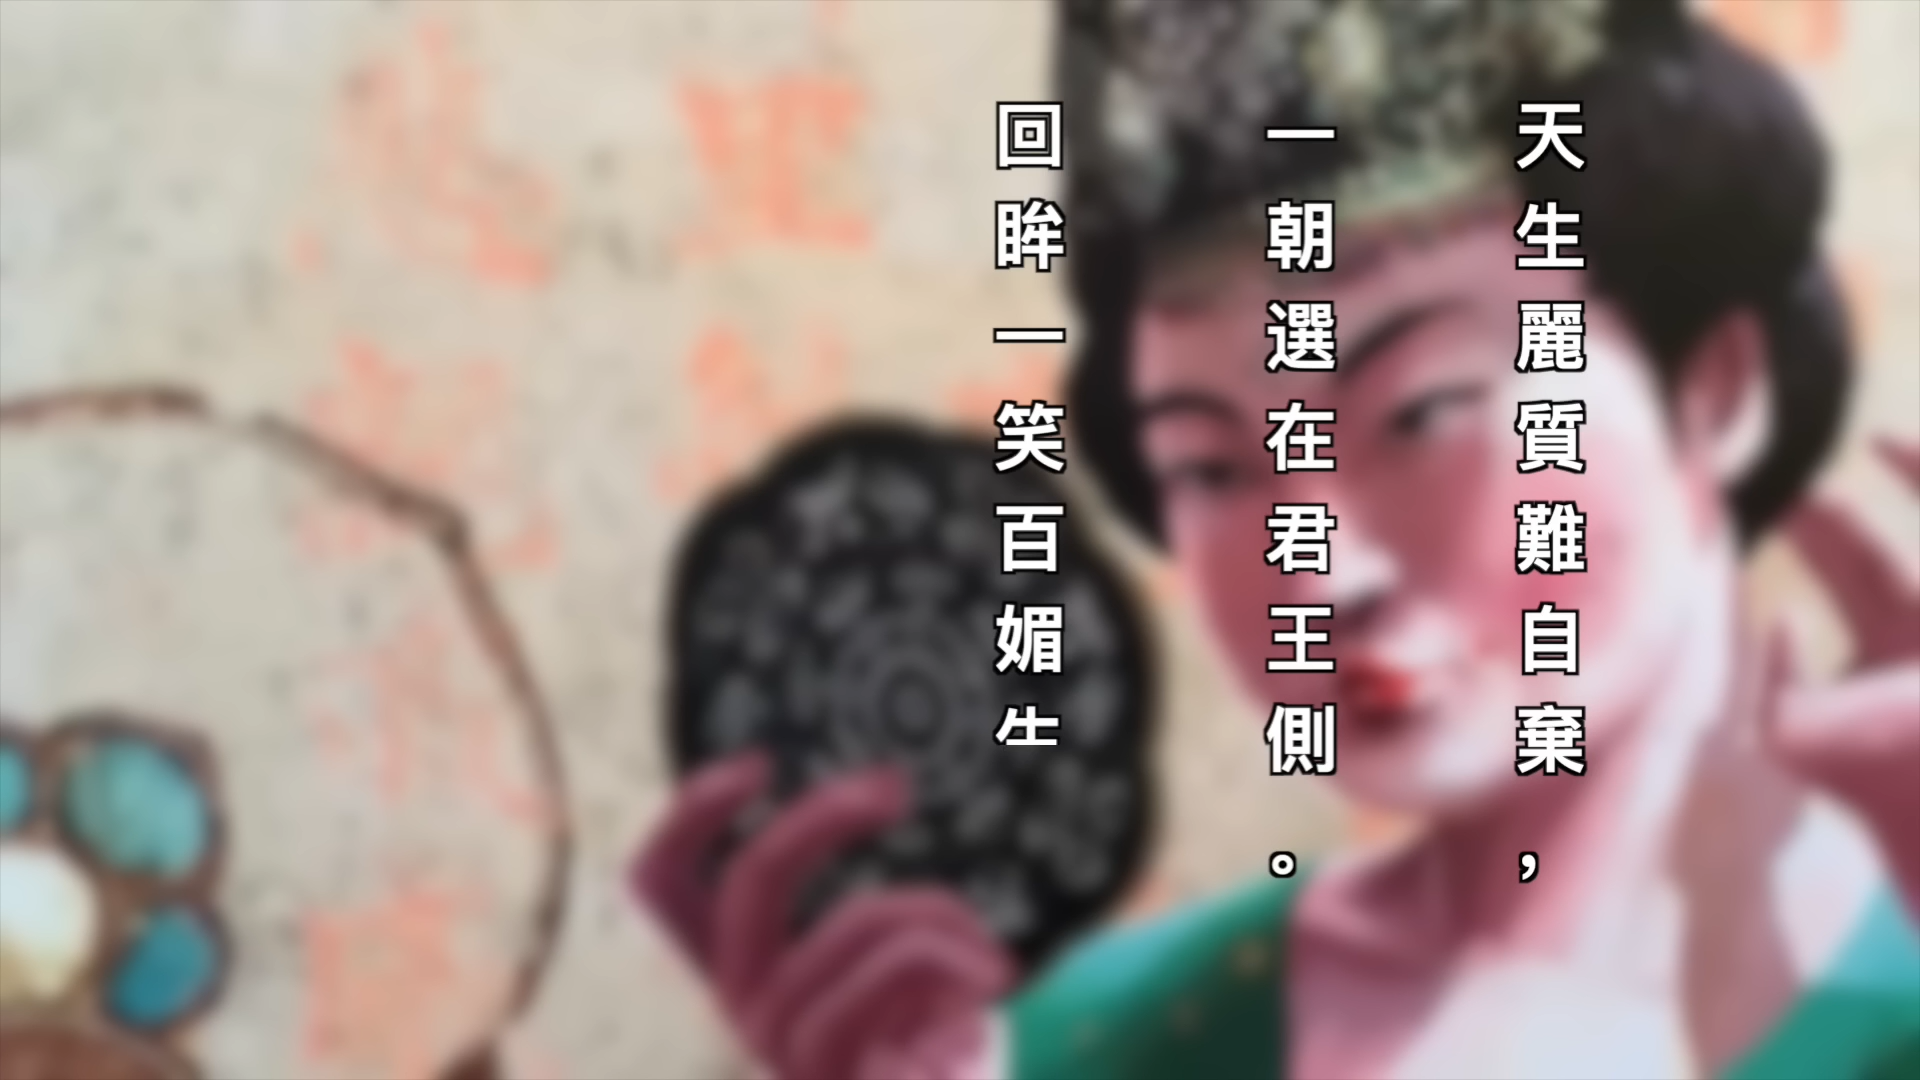 天生麗質難自棄，
一朝選在君王側。
回眸一笑百媚生